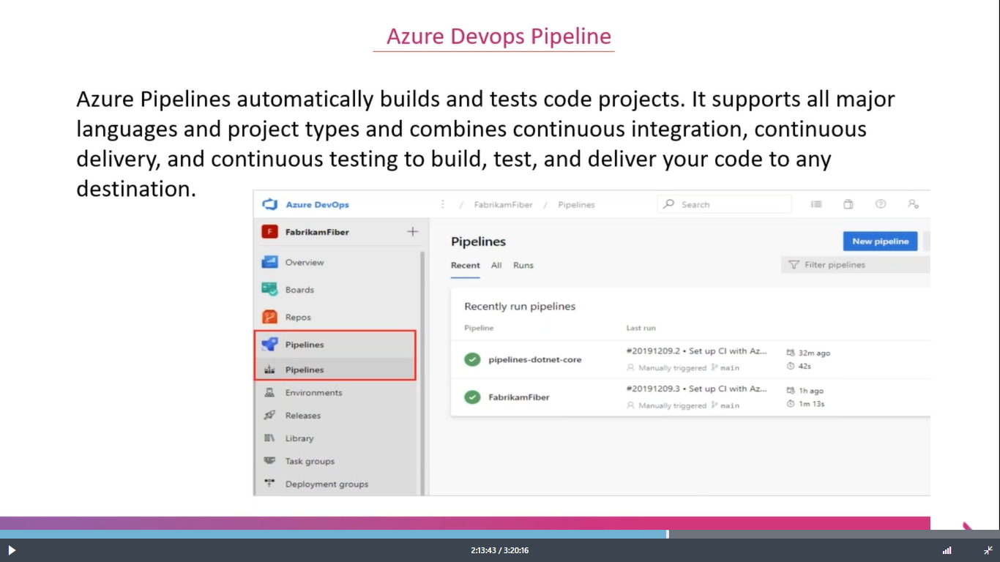 Azure Devops Pipeline
Azure Pipelines automatically builds and tests code projects. It supports all major
languages and project types and combines continuous integration, continuous
delivery, and continuous testing to build, test, and deliver your code to any
destination.
Azure DevOps
/ FabrikamFiber / Pipelines
Search
F FabrikamFiber +
Overview
Boards
Repos
Pipelines
Pipelines
Environments
Releases
Library
Task groups
Deployment groups
Pipelines
New pipeline
Recent All Runs
Filter pipelines
Recently run pipelines
Pipeline Last run
pipelines-dotnet-core
#20191209.2 • Set up CI with Az...
Manually triggered main
32m ago
42s
FabrikamFiber
#20191209.3 • Set up CI with Az...
Manually triggered main
1h ago
1m 13s
2:13:43 / 3:20:16